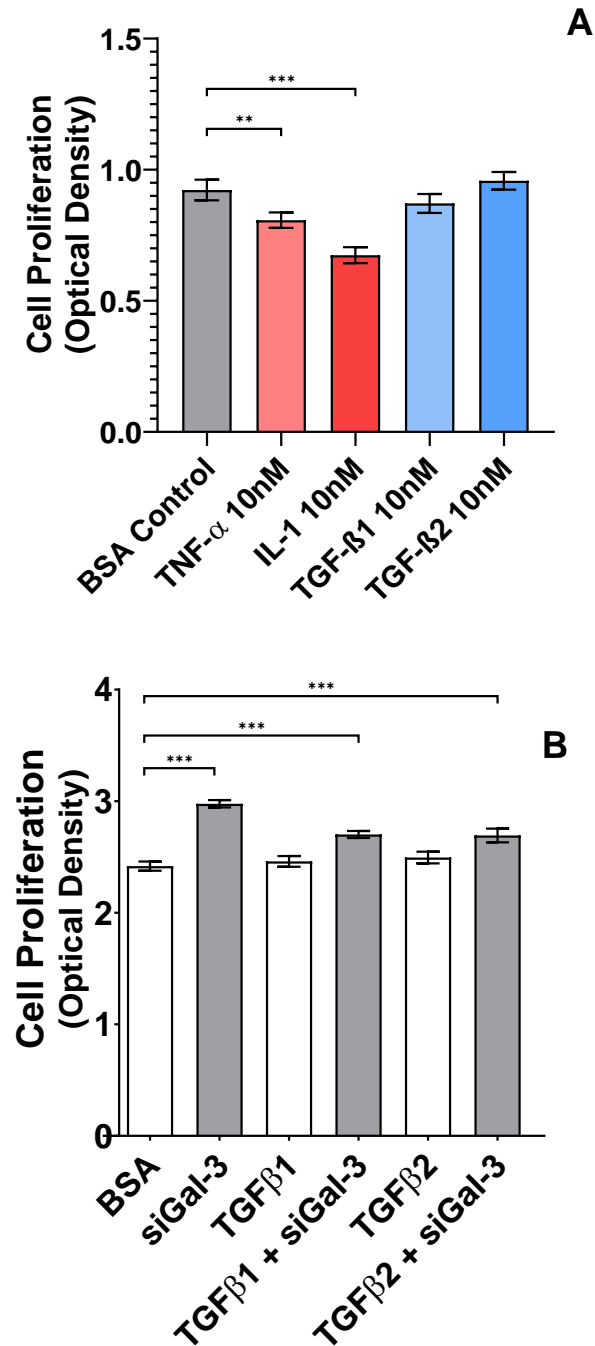 A
Cell Proliferation
(Optical Density)
1.5
1.0
0.5
0.0
***
**
BSA Control
TNF-α 10nM
IL-1 10nM
TGF-ß1 10nM
TGF-ß2 10nM
B
Cell Proliferation
(Optical Density)
4
3
2
1
0
***
***
***
BSA
siGal-3
TGFβ1
TGFβ1 + siGal-3
TGFβ2
TGFβ2 + siGal-3